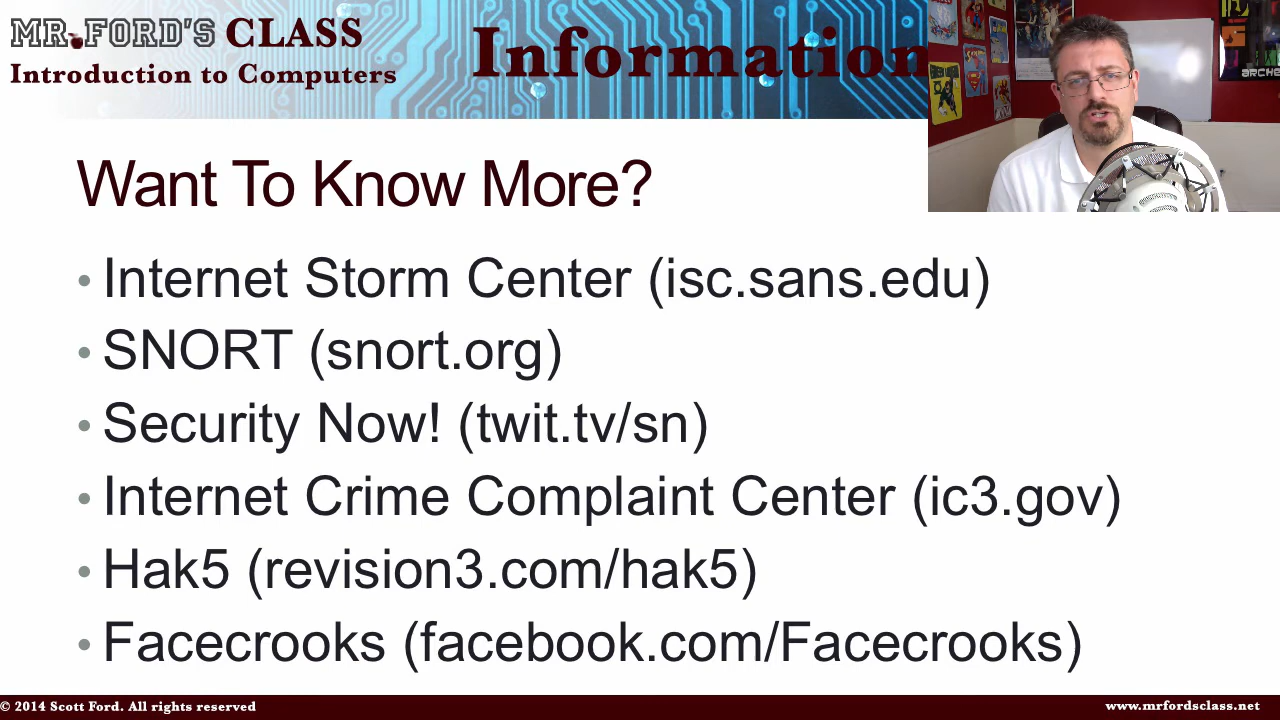 MR.FORD'S CLASS
Introduction to Computers
Information
ARCHE
Want To Know More?
• Internet Storm Center (isc.sans.edu)
• SNORT (snort.org)
• Security Now! (twit.tv/sn)
• Internet Crime Complaint Center (ic3.gov)
• Hak5 (revision3.com/hak5)
• Facecrooks (facebook.com/Facecrooks)
© 2014 Scott Ford. All rights reserved
www.mrfordsclass.net